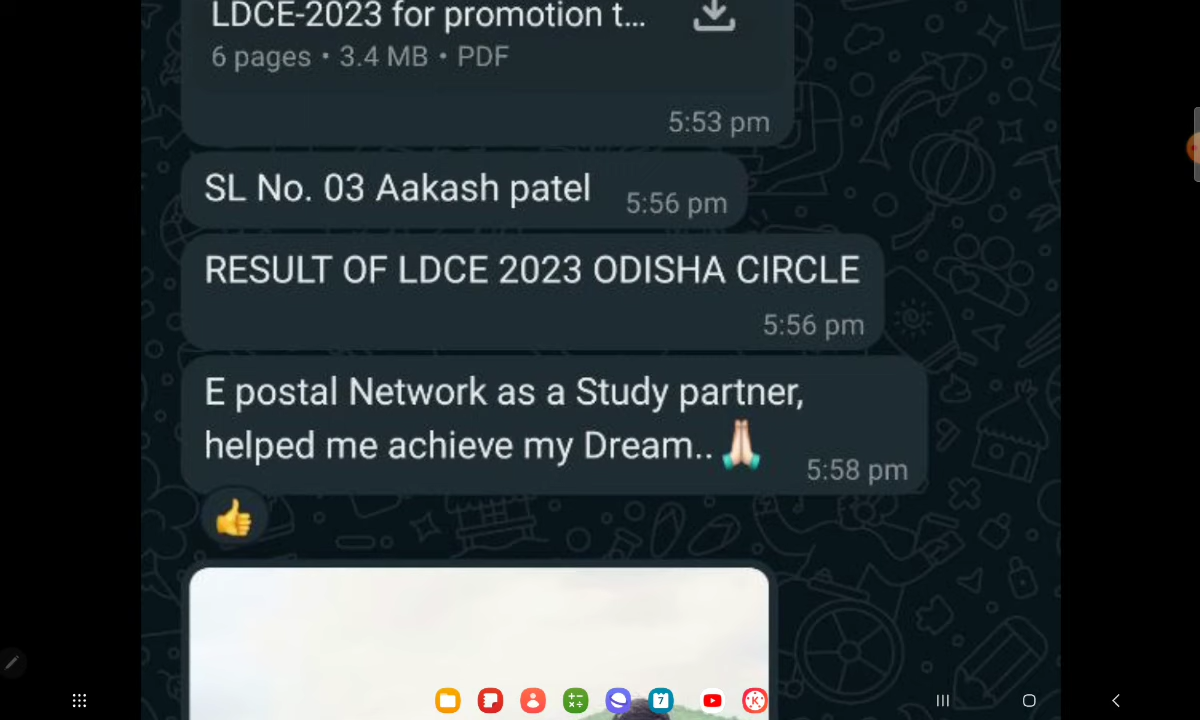 LDCE-2023 for promotion t...
6 pages • 3.4 MB • PDF
5:53 pm
SL No. 03 Aakash patel
5:56 pm
RESULT OF LDCE 2023 ODISHA CIRCLE
5:56 pm
E postal Network as a Study partner,
helped me achieve my Dream..🙏
5:58 pm
7